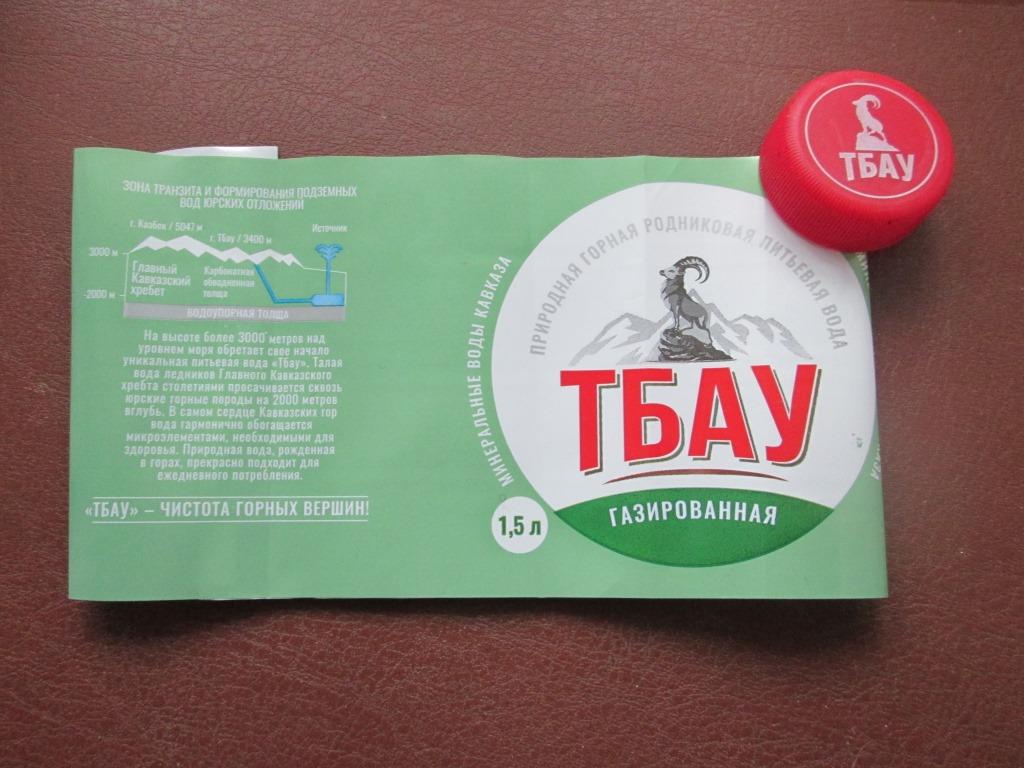 ЗОНА ТРАНЗИТА И ФОРМИРОВАНИЯ ПОДЗЕМНЫХ
ВОД ЮРСКИХ ОТЛОЖЕНИЙ
г. Казбек / 5047 м
г. Тбау / 3400 м
Источник
3000 м
-2000 м
Главный
Кавказский
хребет
Карбонатная
обводненная
толща
ВОДОУПОРНАЯ ТОЛЩА
На высоте более 3000 метров над
уровнем моря обретает свое начало
уникальная питьевая вода «Тбау». Талая
вода ледников Главного Кавказского
хребта столетиями просачивается сквозь
юрские горные породы на 2000 метров
вглубь. В самом сердце Кавказских гор
вода гармонично обогащается
микроэлементами, необходимыми для
здоровья. Природная вода, рожденная
в горах, прекрасно подходит для
ежедневного потребления.
«ТБАУ» – ЧИСТОТА ГОРНЫХ ВЕРШИН!
МИНЕРАЛЬНЫЕ ВОДЫ КАВКАЗА
ПРИРОДНАЯ ГОРНАЯ РОДНИКОВАЯ ПИТЬЕВАЯ ВОДА
ТБАУ
ГАЗИРОВАННАЯ
1,5 л
ТБАУ